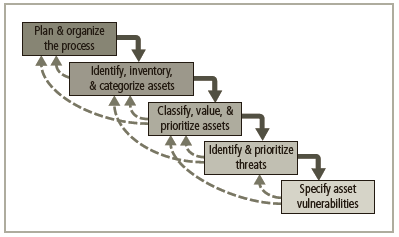 Plan & organize
the process
Identify, inventory,
& categorize assets
Classify, value, &
prioritize assets
Identify & prioritize
threats
Specify asset
vulnerabilities